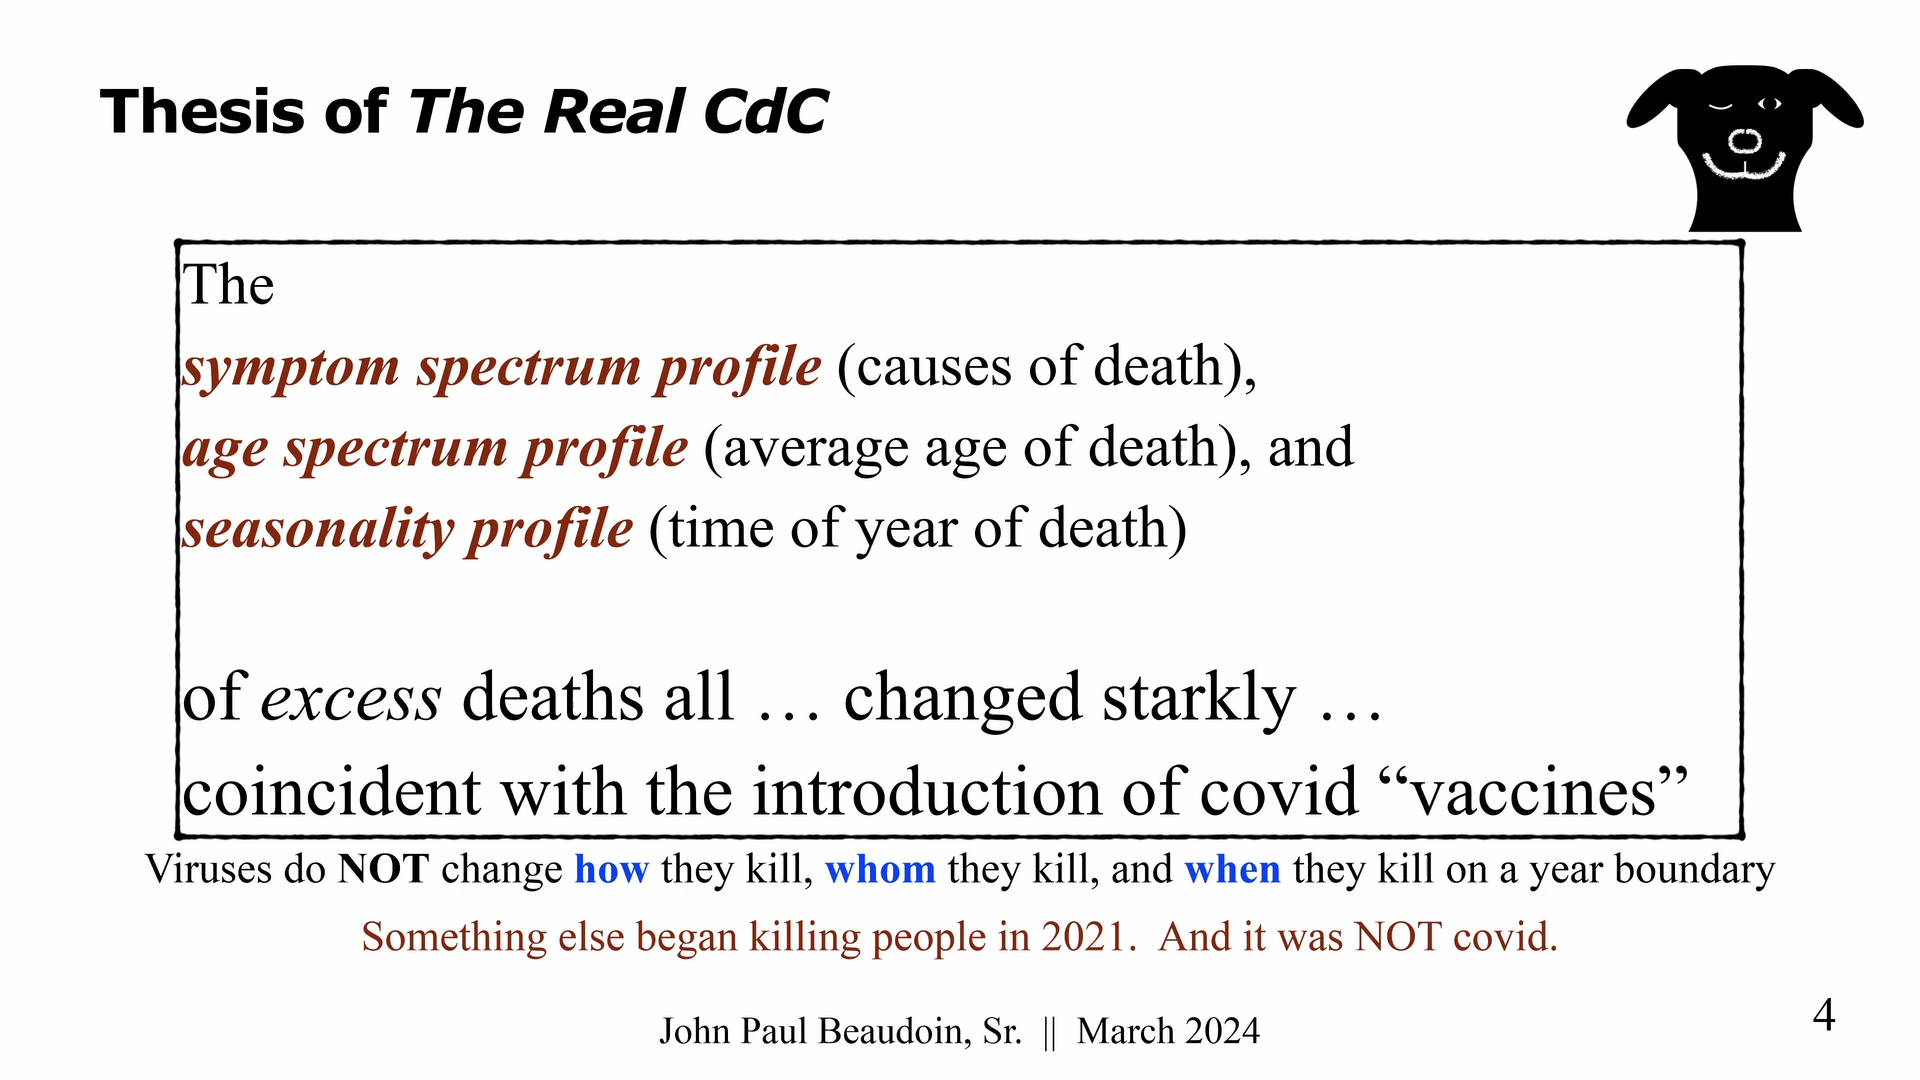 Thesis of The Real CdC
The
symptom spectrum profile (causes of death),
age spectrum profile (average age of death), and
seasonality profile (time of year of death)
of excess deaths all … changed starkly …
coincident with the introduction of covid “vaccines”
Viruses do NOT change how they kill, whom they kill, and when they kill on a year boundary
Something else began killing people in 2021.  And it was NOT covid.
John Paul Beaudoin, Sr.  ||  March 2024
4